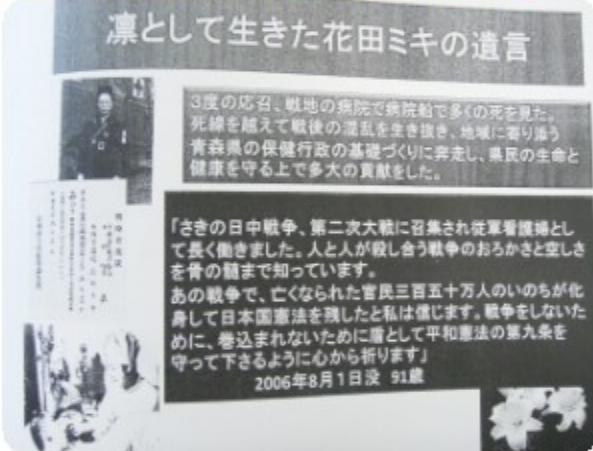 凛として生きた花田ミキの遺言
3度の応召、戦地の病院で病院船で多くの死を見た。
死線を越えて戦後の混乱を生き抜き、地域に寄り添う
青森県の保健行政の基礎づくりに奔走し、県民の生命と
健康を守る上で多大の貢献をした。
「さきの日中戦争、第二次大戦に召集され従軍看護婦とし
て長く働きました。人と人が殺し合う戦争のおろかさと空しさ
を骨の髄まで知っています。
あの戦争で、亡くなられた官民三百五十万人のいのちが化
身して日本国憲法を残したと私は信じます。戦争をしないた
めに、巻込まれないために盾として平和憲法の第九条を
守って下さるように心から祈ります」
2006年8月1日没 91歳